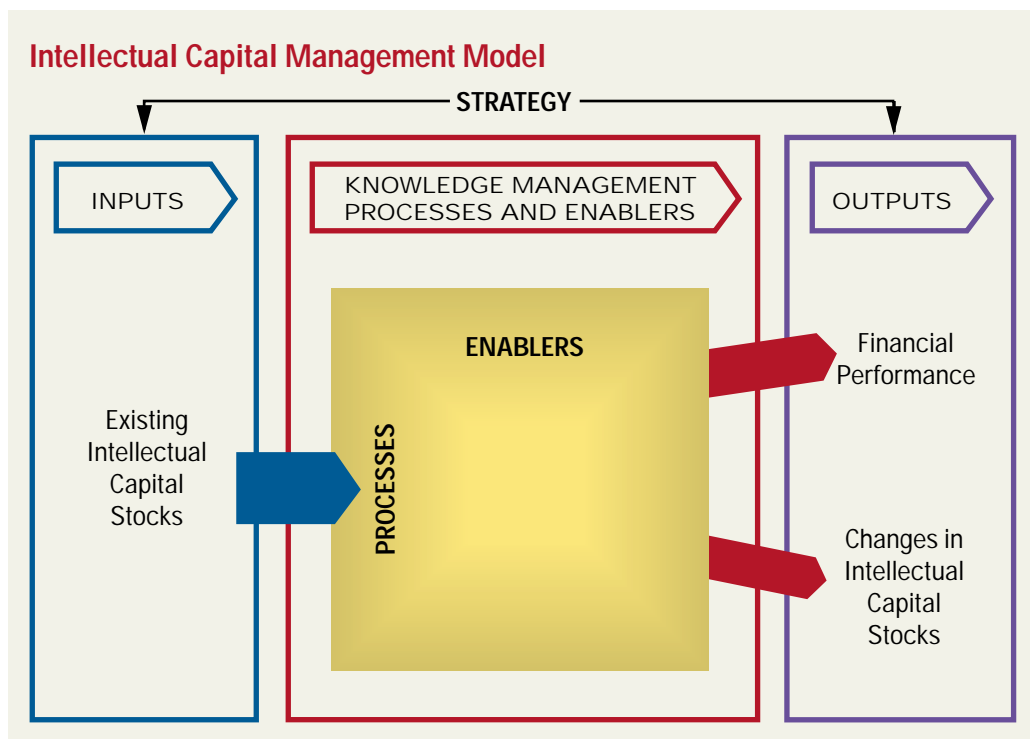 Intellectual Capital Management Model
STRATEGY
INPUTS
KNOWLEDGE MANAGEMENT
PROCESSES AND ENABLERS
OUTPUTS
Existing
Intellectual
Capital
Stocks
PROCESSES
ENABLERS
Financial
Performance
Changes in
Intellectual
Capital
Stocks